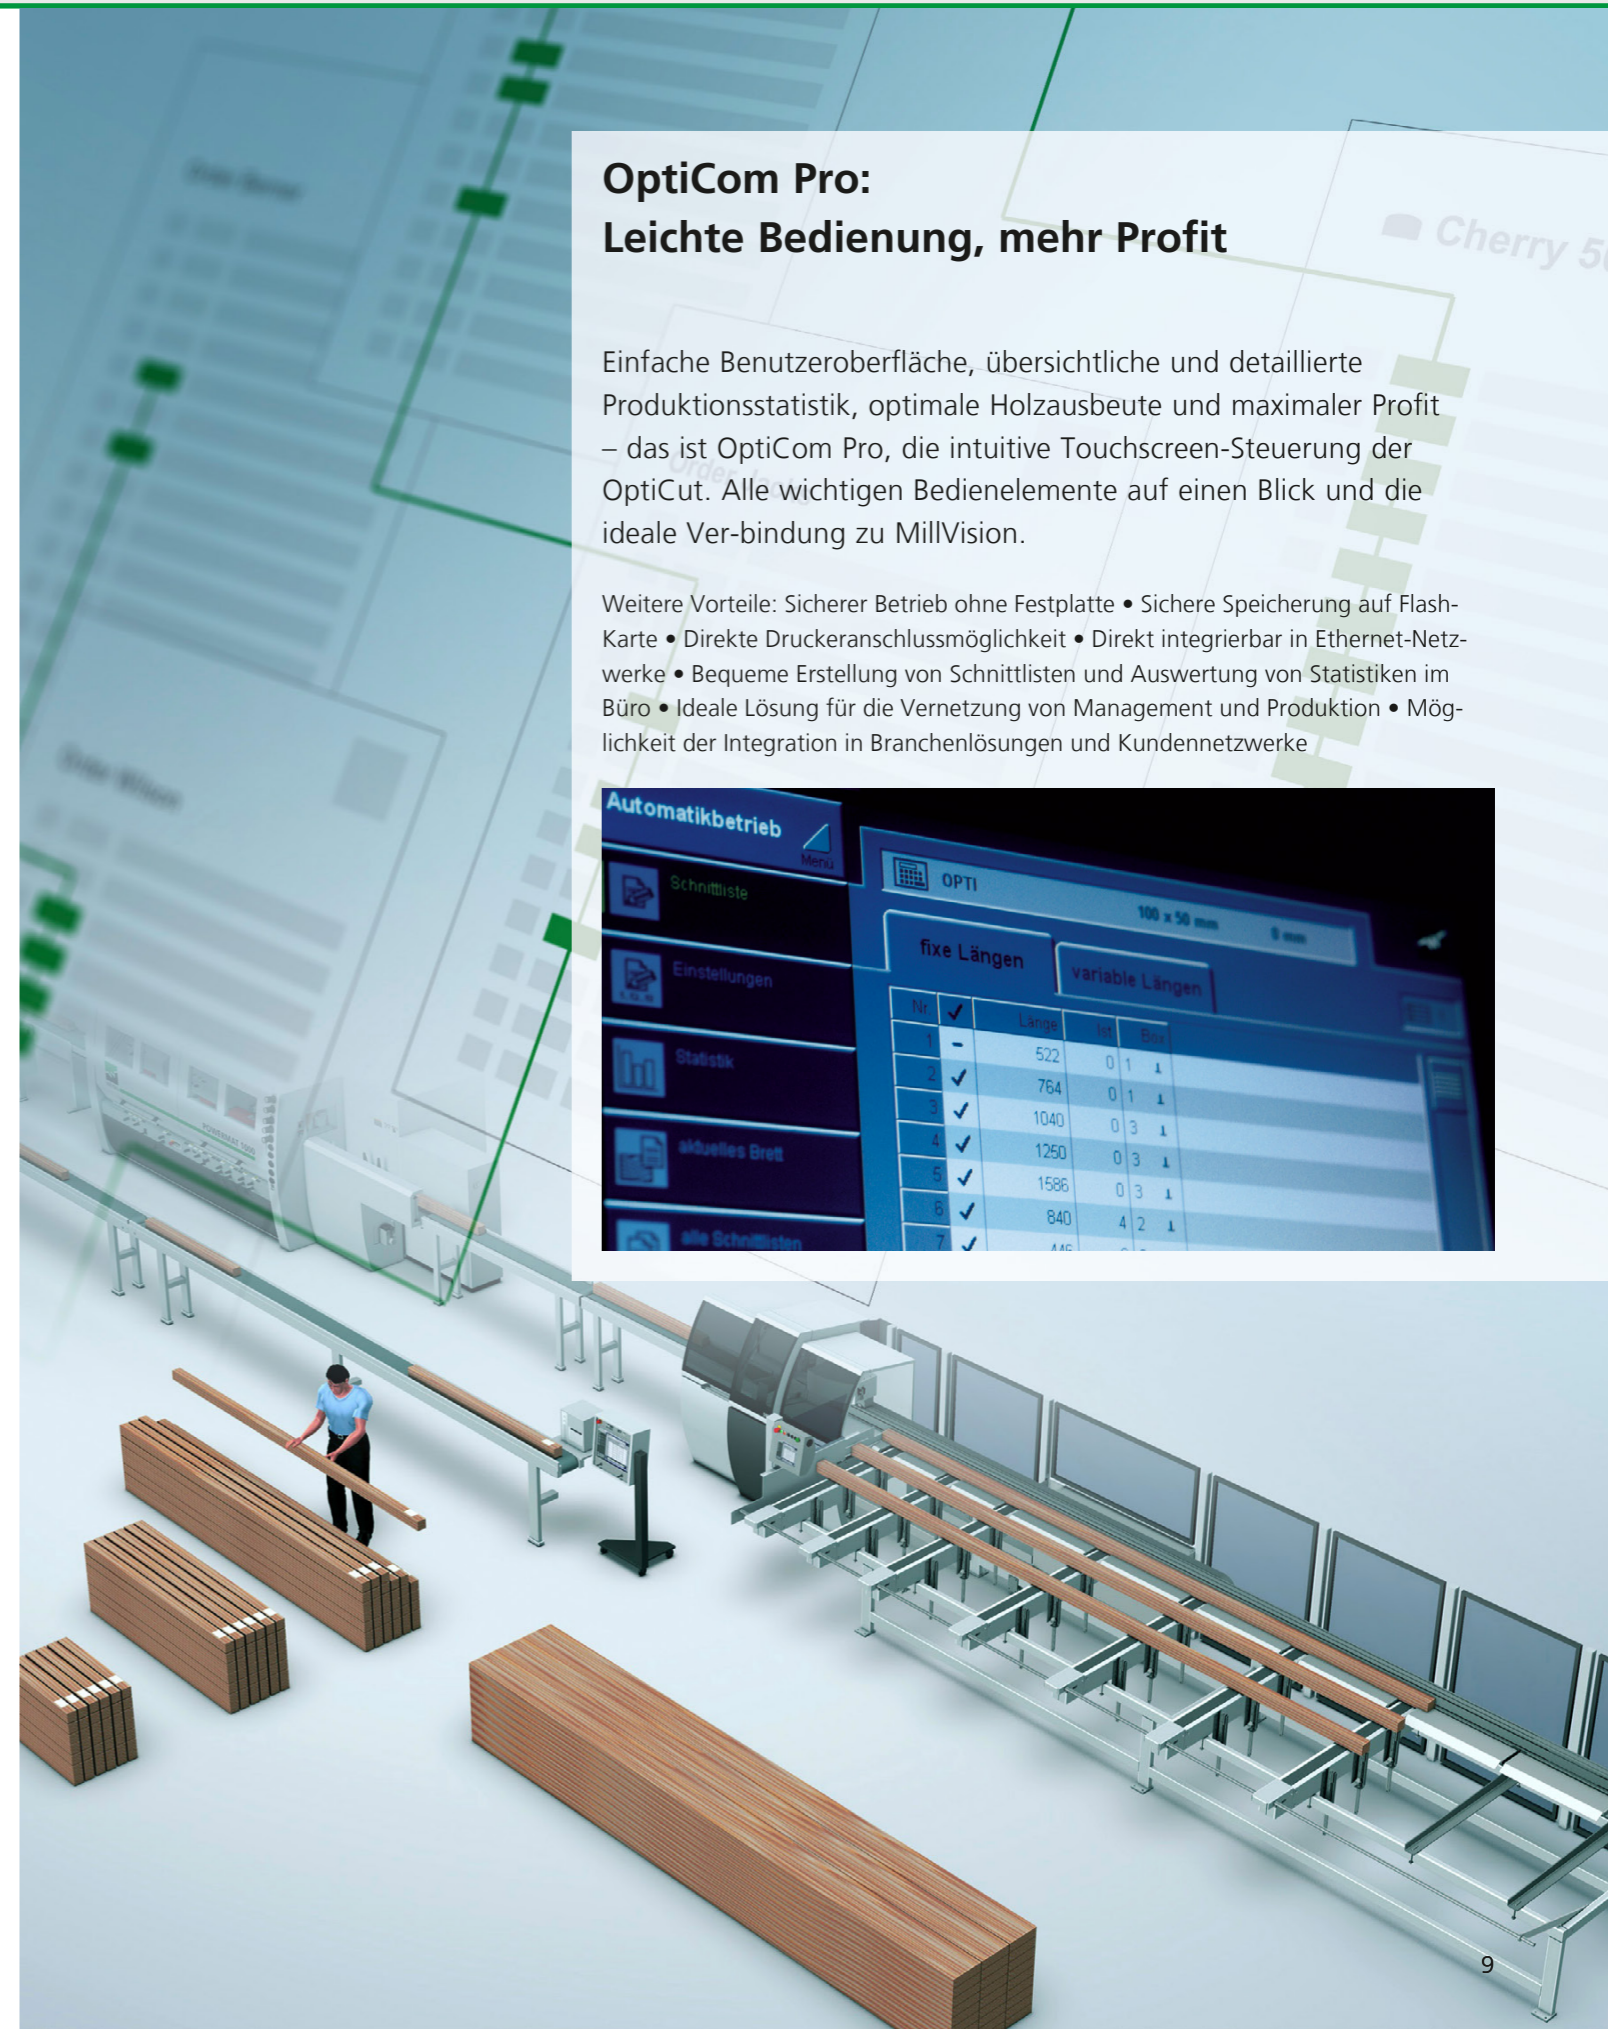 OptiCom Pro:
Leichte Bedienung, mehr Profit
Cherry
Einfache Benutzeroberfläche, übersichtliche und detaillierte
Produktionsstatistik, optimale Holzausbeute und maximaler Profit
– das ist OptiCom Pro, die intuitive Touchscreen-Steuerung der
OptiCut. Alle wichtigen Bedienelemente auf einen Blick und die
ideale Ver-bindung zu MillVision.
Weitere Vorteile: Sicherer Betrieb ohne Festplatte • Sichere Speicherung auf Flash-
Karte • Direkte Druckeranschlussmöglichkeit • Direkt integrierbar in Ethernet-Netz-
werke • Bequeme Erstellung von Schnittlisten und Auswertung von Statistiken im
Büro • Ideale Lösung für die Vernetzung von Management und Produktion • Mög-
lichkeit der Integration in Branchenlösungen und Kundennetzwerke
Automatikbetrieb
Menü
Schnittliste
Einstellungen
Statistik
aktuelles Brett
alle Schnittlisten
OPTI
100 x 50 mm
0 mm
fixe Längen
variable Längen
Nr ✓ Länge Ist Box
1 – 522 0 1
2 ✓ 764 0 1
3 ✓ 1040 0 3
4 ✓ 1250 0 3
5 ✓ 1586 0 3
6 ✓ 840 4 2
7 ✓
POWERMAT
9